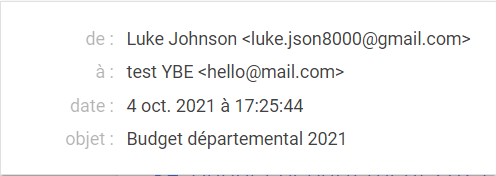 de : Luke Johnson <luke.json8000@gmail.com>
à : test YBE <hello@mail.com>
date : 4 oct. 2021 à 17:25:44
objet : Budget départemental 2021